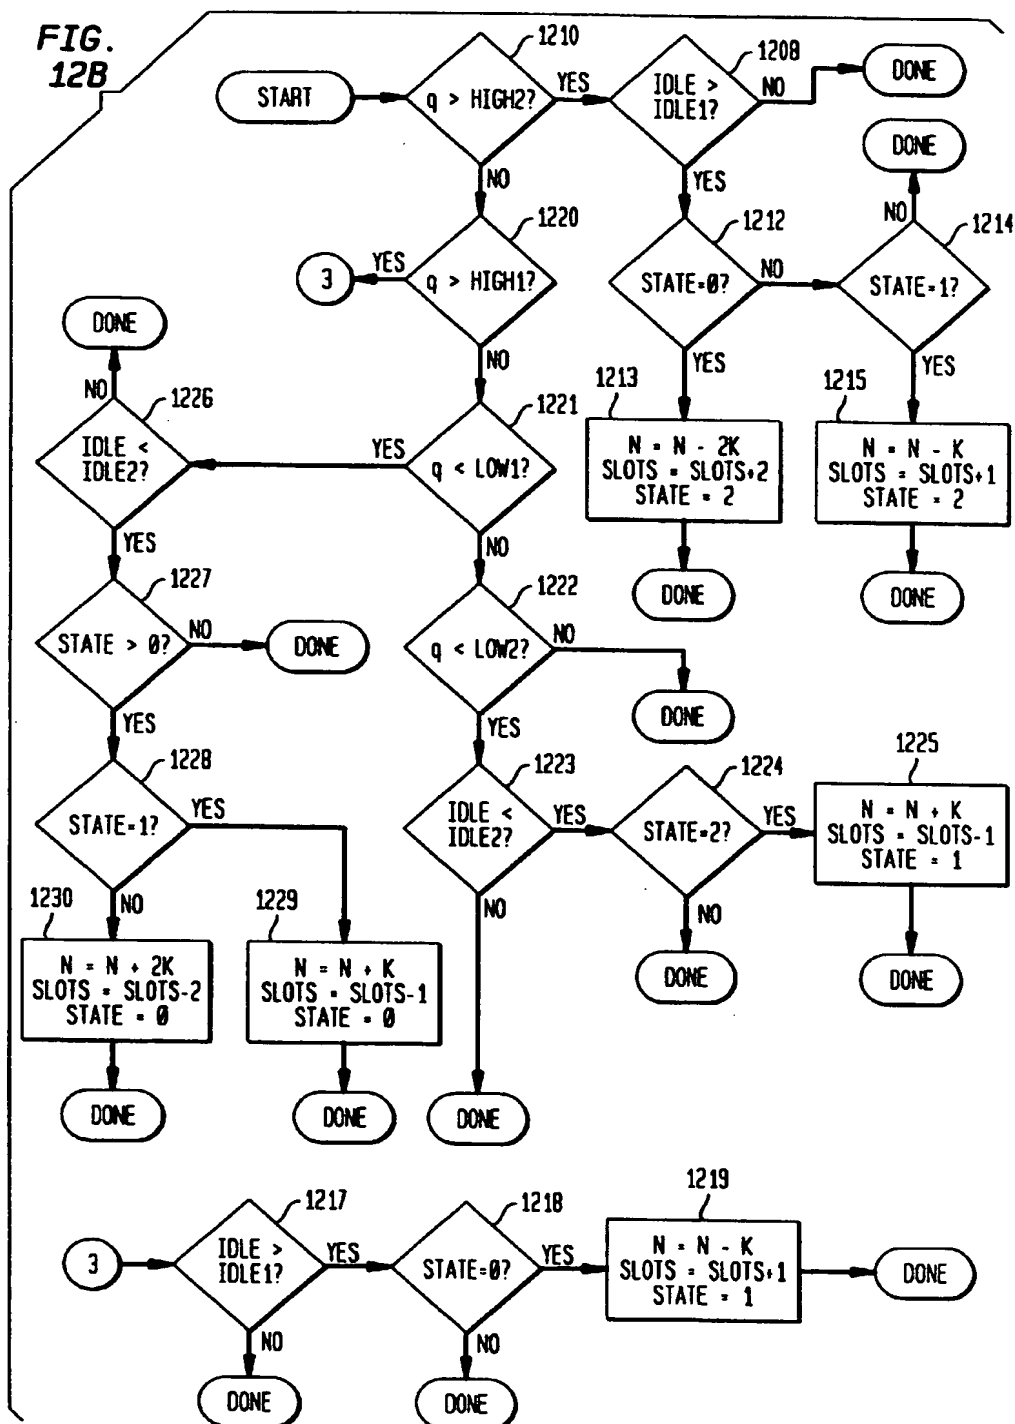 FIG.
12B
1210
1208
START
q > HIGH2?
YES
IDLE >
IDLE1?
NO
DONE
DONE
NO
YES
NO
1220
1212
1214
3
YES
q > HIGH1?
STATE=0?
NO
STATE=1?
DONE
NO
YES
YES
NO
1226
1221
1213
1215
IDLE <
IDLE2?
YES
q < LOW1?
N = N - 2K
SLOTS = SLOTS+2
STATE = 2
N = N - K
SLOTS = SLOTS+1
STATE = 2
YES
NO
1227
1222
DONE
DONE
STATE > 0?
NO
DONE
q < LOW2?
NO
DONE
YES
YES
1228
1223
1224
1225
STATE=1?
YES
IDLE <
IDLE2?
YES
STATE=2?
YES
N = N + K
SLOTS = SLOTS-1
STATE = 1
1230
NO
1229
NO
NO
N = N + 2K
SLOTS = SLOTS-2
STATE = 0
N = N + K
SLOTS = SLOTS-1
STATE = 0
DONE
DONE
DONE
DONE
DONE
1217
1218
1219
3
IDLE >
IDLE1?
YES
STATE=0?
YES
N = N - K
SLOTS = SLOTS+1
STATE = 1
DONE
NO
NO
DONE
DONE